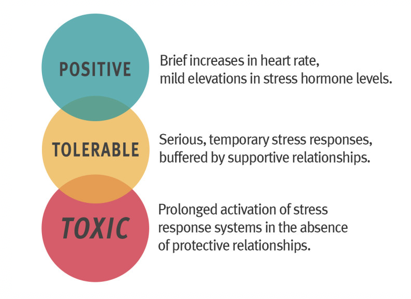 POSITIVE
Brief increases in heart rate,
mild elevations in stress hormone levels.
TOLERABLE
Serious, temporary stress responses,
buffered by supportive relationships.
TOXIC
Prolonged activation of stress
response systems in the absence
of protective relationships.